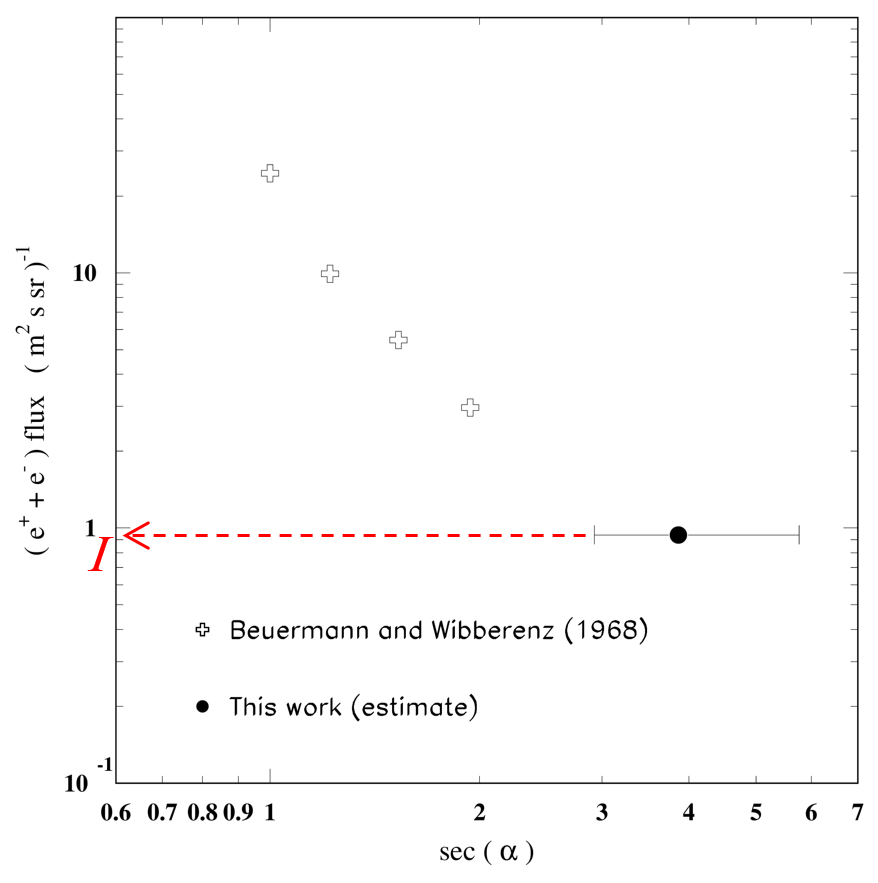 ( e+ + e- ) flux ( m2 s sr )-1
10
1
I
10 -1
Beuermann and Wibberenz (1968)
This work (estimate)
0.6 0.7 0.8 0.9 1 2 3 4 5 6 7
sec ( α )